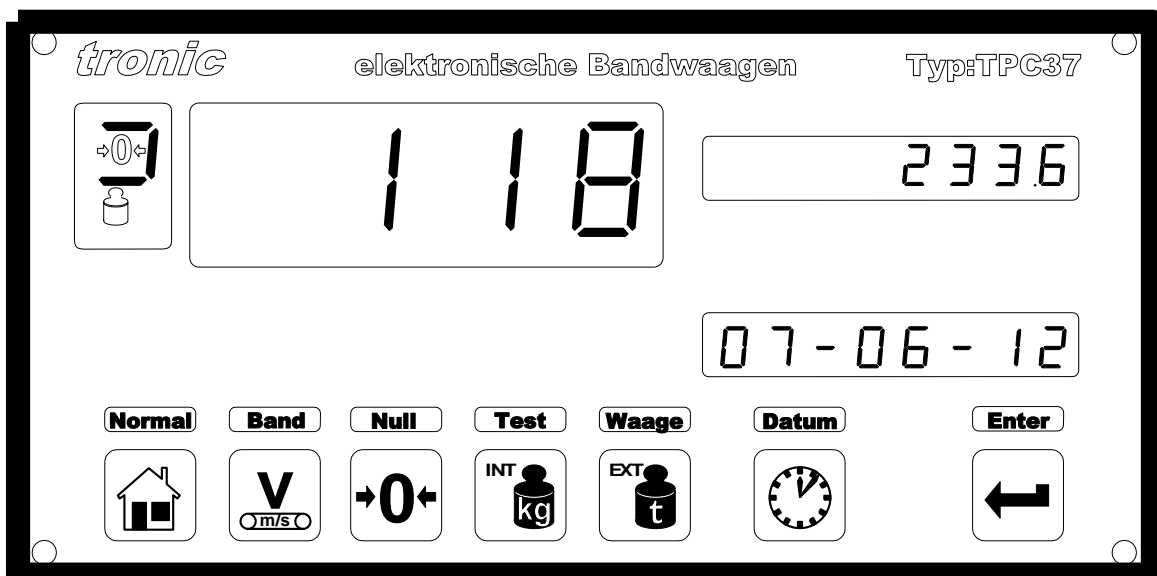 tronic elektronische Bandwaagen Typ:TPC37
→0← 118 233.6
07-06-12
Normal Band Null Test Waage Datum Enter
V m/s →0← INT kg EXT t